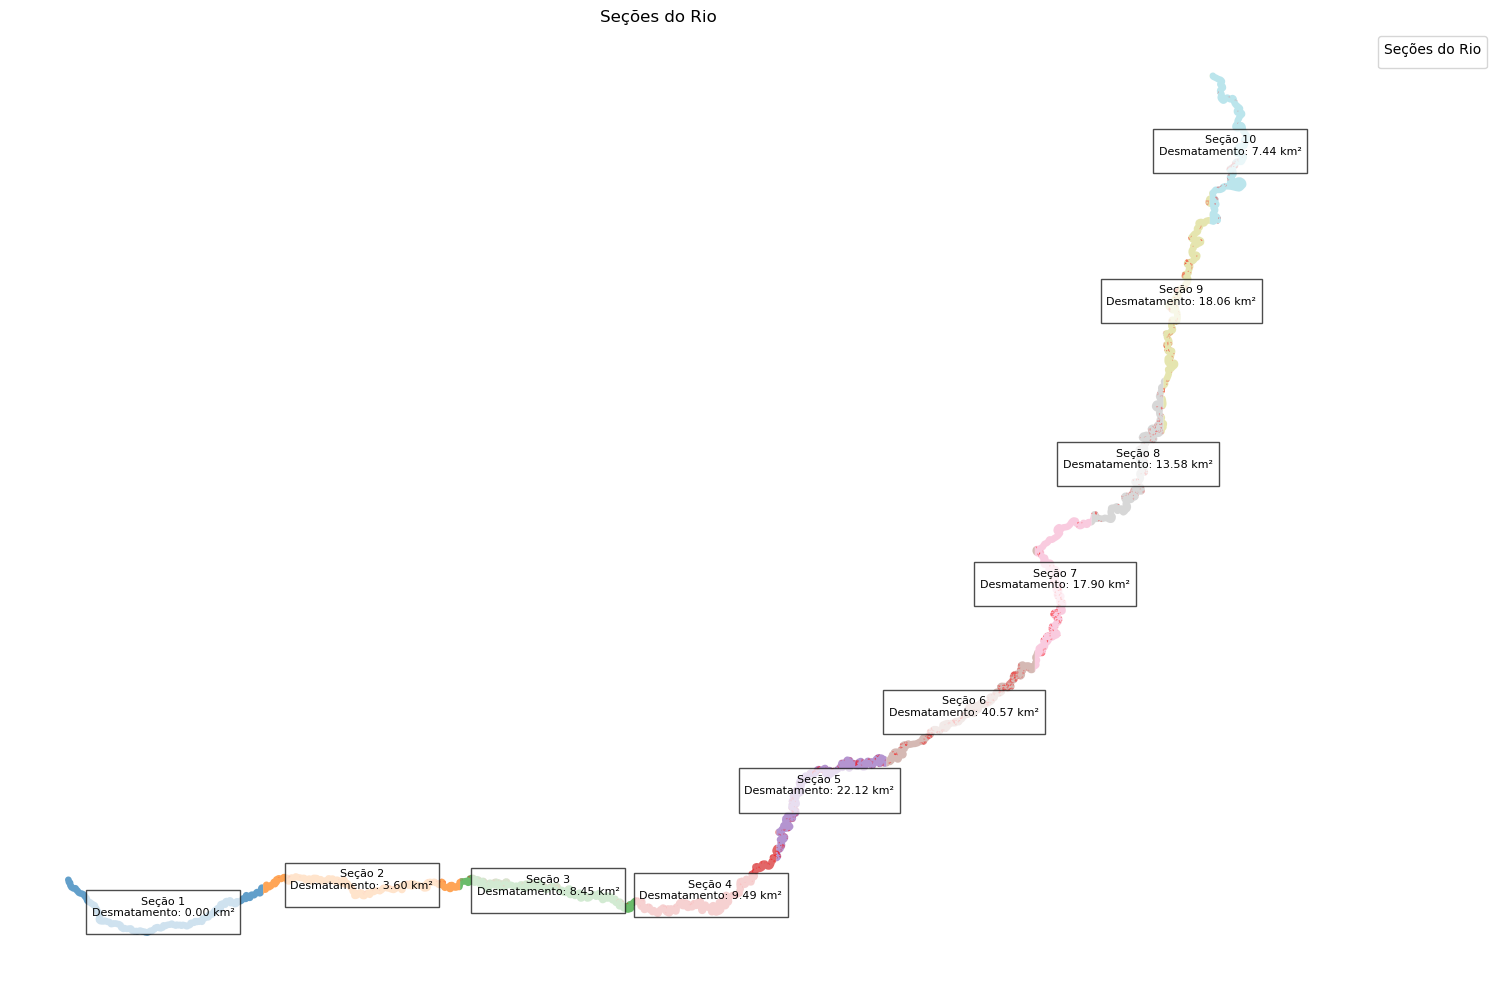 Seções do Rio
Seções do Rio
Seção 10
Desmatamento: 7.44 km²
Seção 9
Desmatamento: 18.06 km²
Seção 8
Desmatamento: 13.58 km²
Seção 7
Desmatamento: 17.90 km²
Seção 6
Desmatamento: 40.57 km²
Seção 5
Desmatamento: 22.12 km²
Seção 2
Desmatamento: 3.60 km²
Seção 3
Desmatamento: 8.45 km²
Seção 4
Desmatamento: 9.49 km²
Seção 1
Desmatamento: 0.00 km²